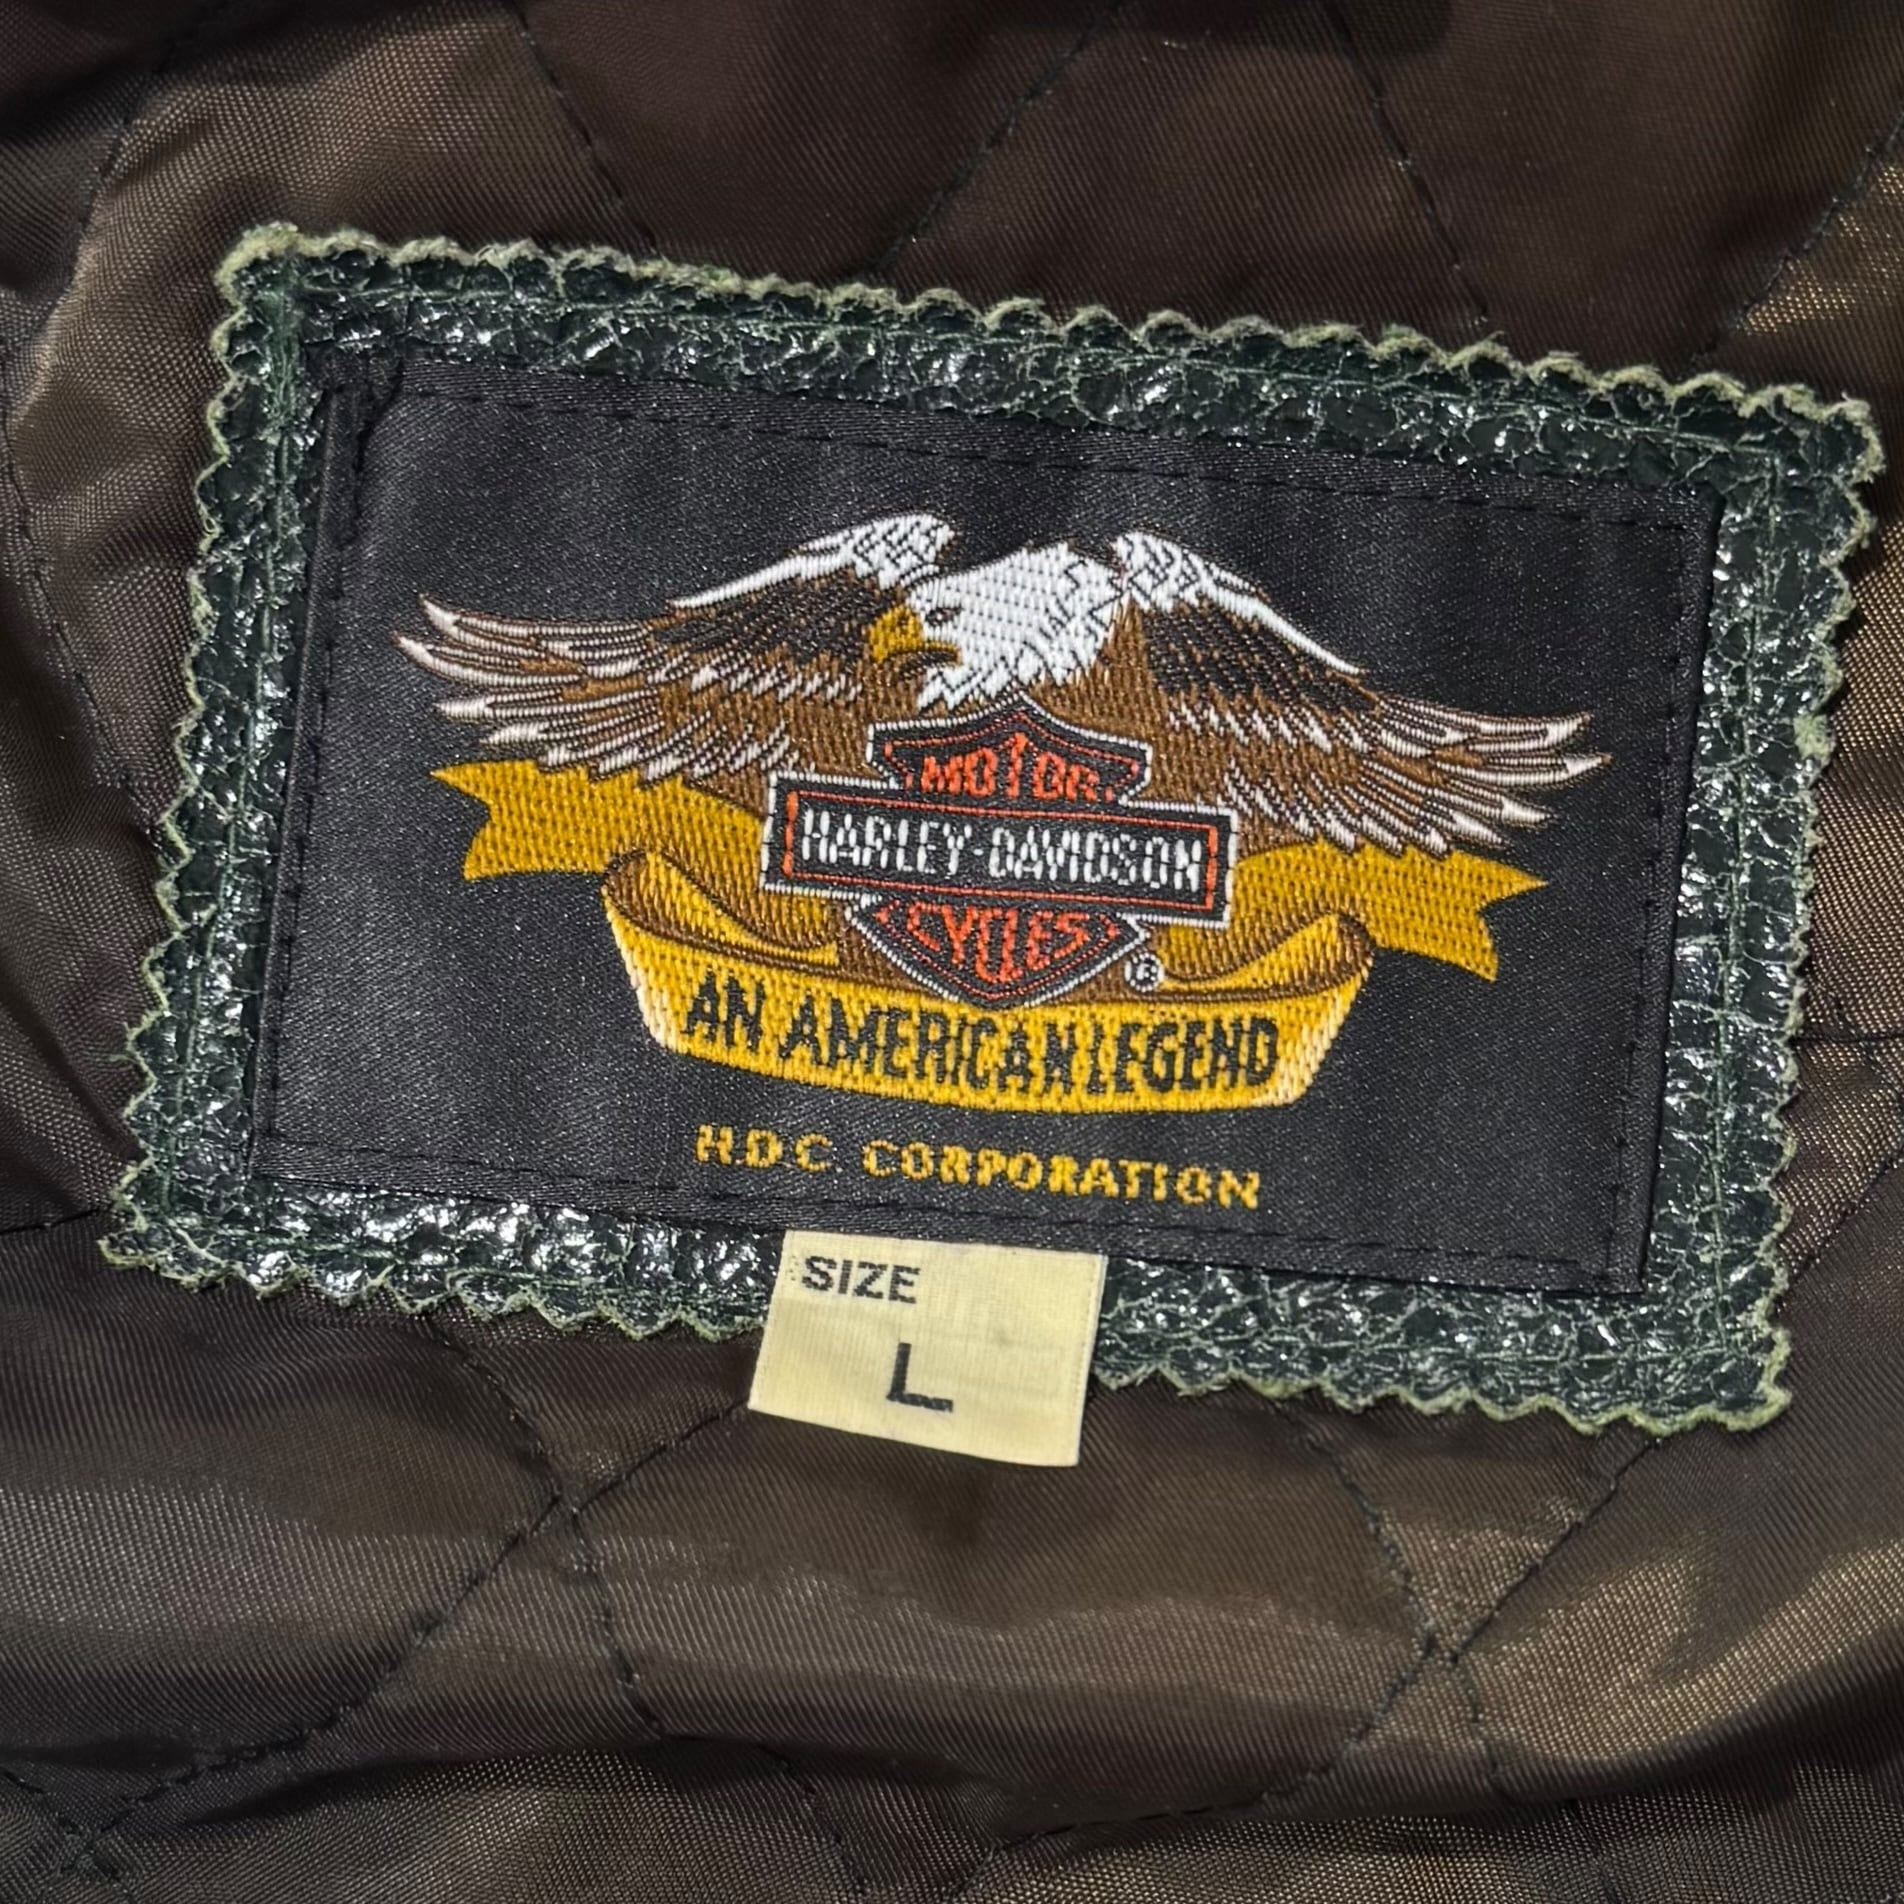 MOTOR
HARLEY-DAVIDSON
CYCLES
®
AN AMERICAN LEGEND
H.D.C. CORPORATION
SIZE
L